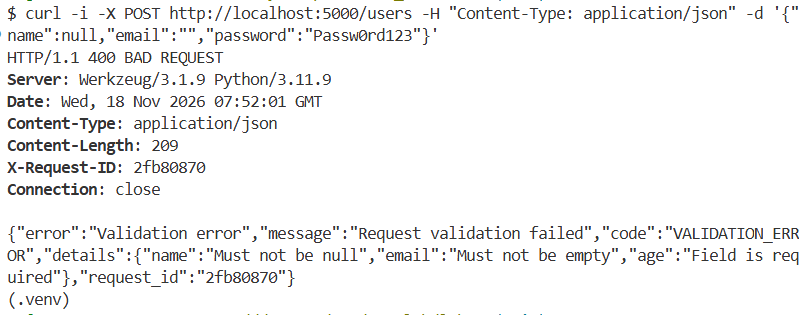 $ curl -i -X POST http://localhost:5000/users -H "Content-Type: application/json" -d '{"
name":null,"email":"","password":"Passw0rd123"}'
HTTP/1.1 400 BAD REQUEST
Server: Werkzeug/3.1.9 Python/3.11.9
Date: Wed, 18 Nov 2026 07:52:01 GMT
Content-Type: application/json
Content-Length: 209
X-Request-ID: 2fb80870
Connection: close

{"error":"Validation error","message":"Request validation failed","code":"VALIDATION_ERR
OR","details":{"name":"Must not be null","email":"Must not be empty","age":"Field is req
uired"},"request_id":"2fb80870"}
(.venv)